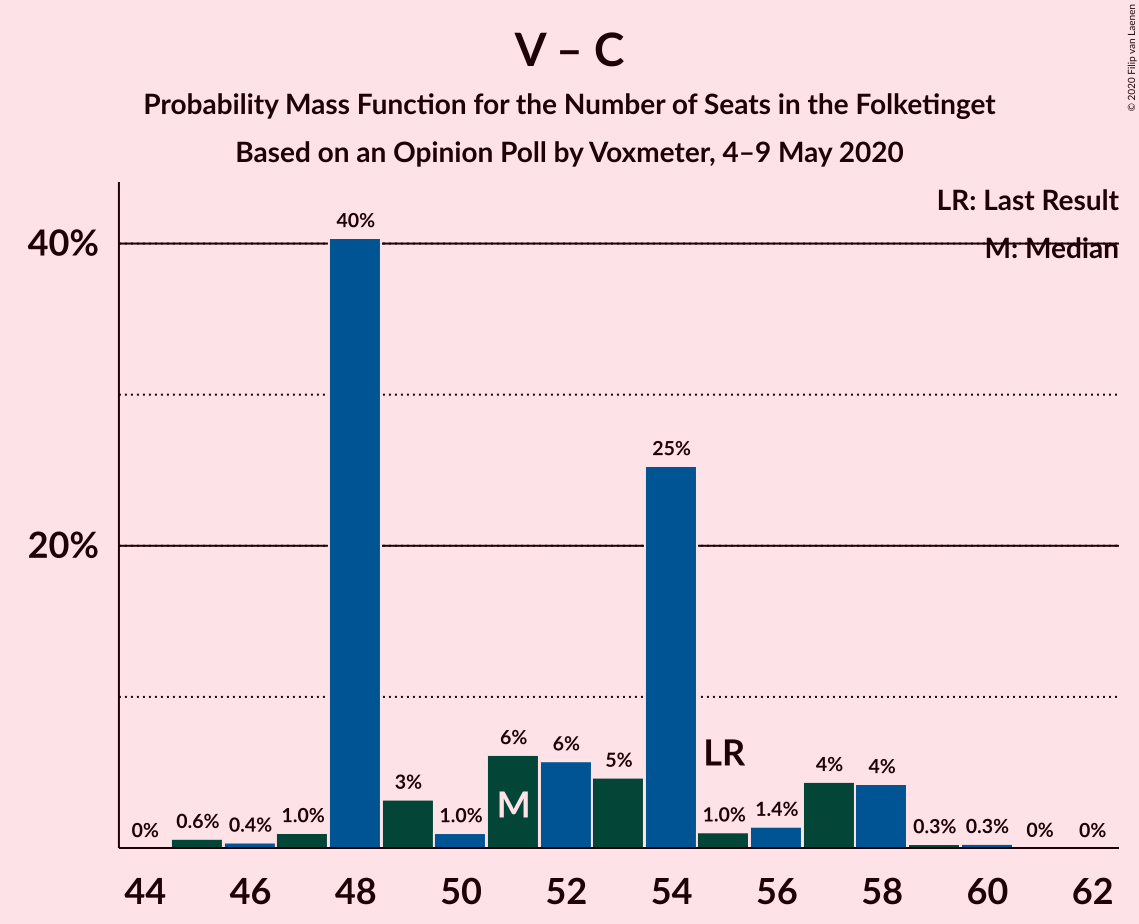 V – C
Probability Mass Function for the Number of Seats in the Folketinget
Based on an Opinion Poll by Voxmeter, 4–9 May 2020
© 2020 Filip van Laenen
LR: Last Result
M: Median
40%
20%
0%
0.6%
0.4%
1.0%
40%
3%
1.0%
6%
6%
5%
25%
1.0%
1.4%
4%
4%
0.3%
0.3%
0%
0%
M
LR
44 46 48 50 52 54 56 58 60 62